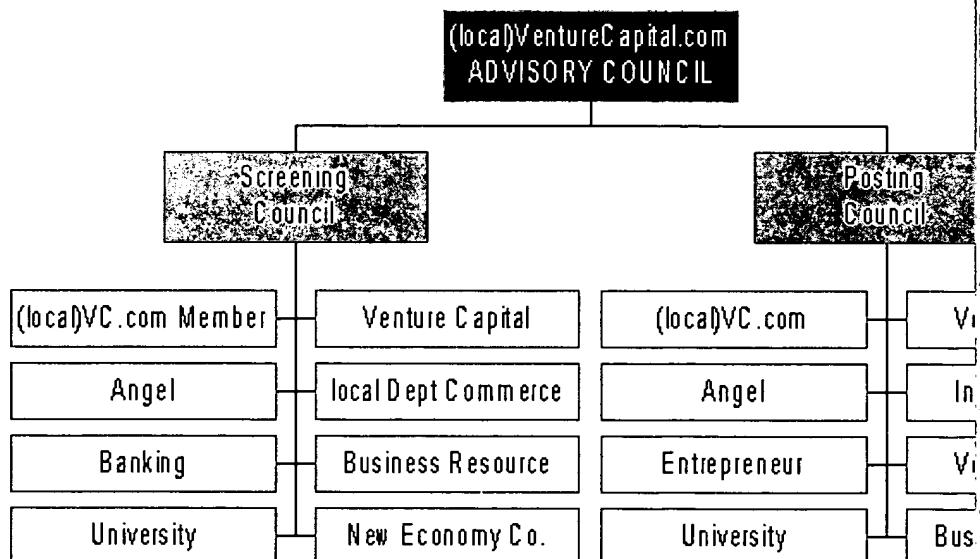 (local)VentureCapital.com
ADVISORY COUNCIL
Screening
Council
Posting
Council
(local)VC.com Member
Venture Capital
(local)VC.com
Angel
local Dept Commerce
Angel
Banking
Business Resource
Entrepreneur
University
New Economy Co.
University
Bus